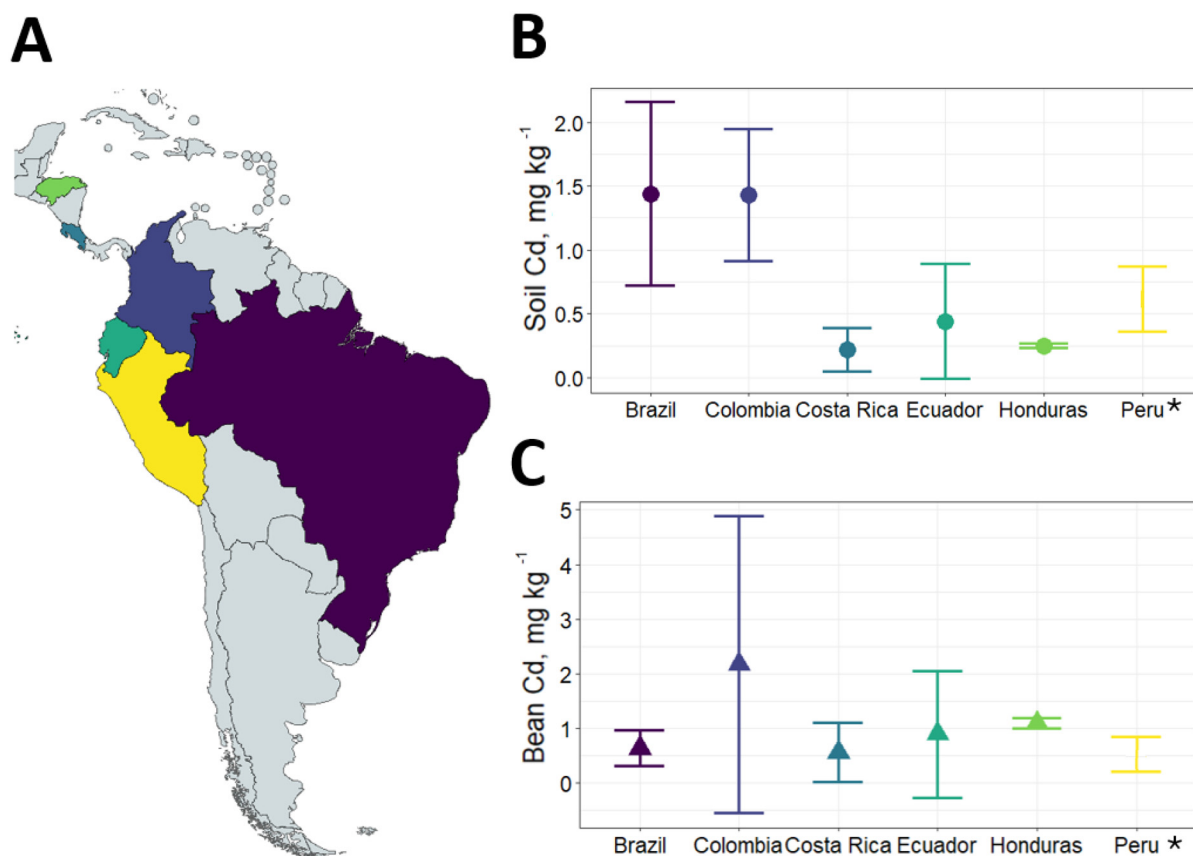 A
B
Soil Cd, mg kg -1
2.0
1.5
1.0
0.5
0.0
Brazil Colombia Costa Rica Ecuador Honduras Peru *
C
Bean Cd, mg kg -1
5
4
3
2
1
0
Brazil Colombia Costa Rica Ecuador Honduras Peru *